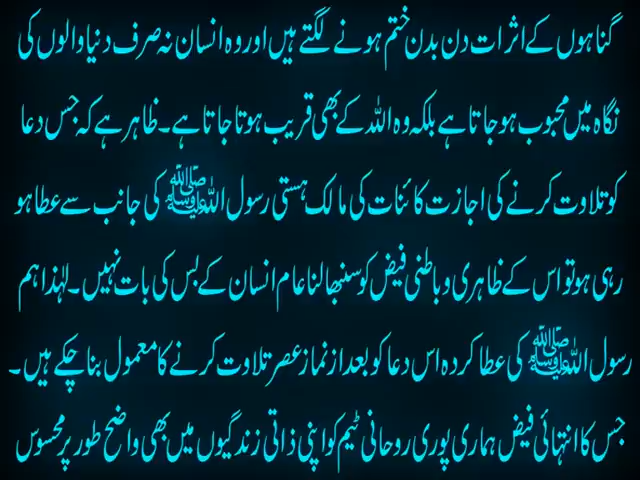 گناہوں کے اثرات دن بدن ختم ہونے لگتے ہیں اور وہ انسان نہ صرف دنیا والوں کی
نگاہ میں محبوب ہو جاتا ہے بلکہ وہ اللہ کے بھی قریب ہوتا جاتا ہے۔ ظاہر ہے کہ جس دعا
کو تلاوت کرنے کی اجازت کائنات کی مالک ہستی رسول اللہ ﷺ کی جانب سے عطا ہو
رہی ہو تو اس کے ظاہری و باطنی فیض کو سنبھالنا عام انسان کے بس کی بات نہیں۔ لہٰذا ہم
رسول اللہ ﷺ کی عطا کردہ اس دعا کو بعد از نماز عصر تلاوت کرنے کا معمول بنا چکے ہیں۔
جس کا انتہائی فیض ہماری پوری روحانی ٹیم کو اپنی ذاتی زندگیوں میں بھی واضح طور پر محسوس